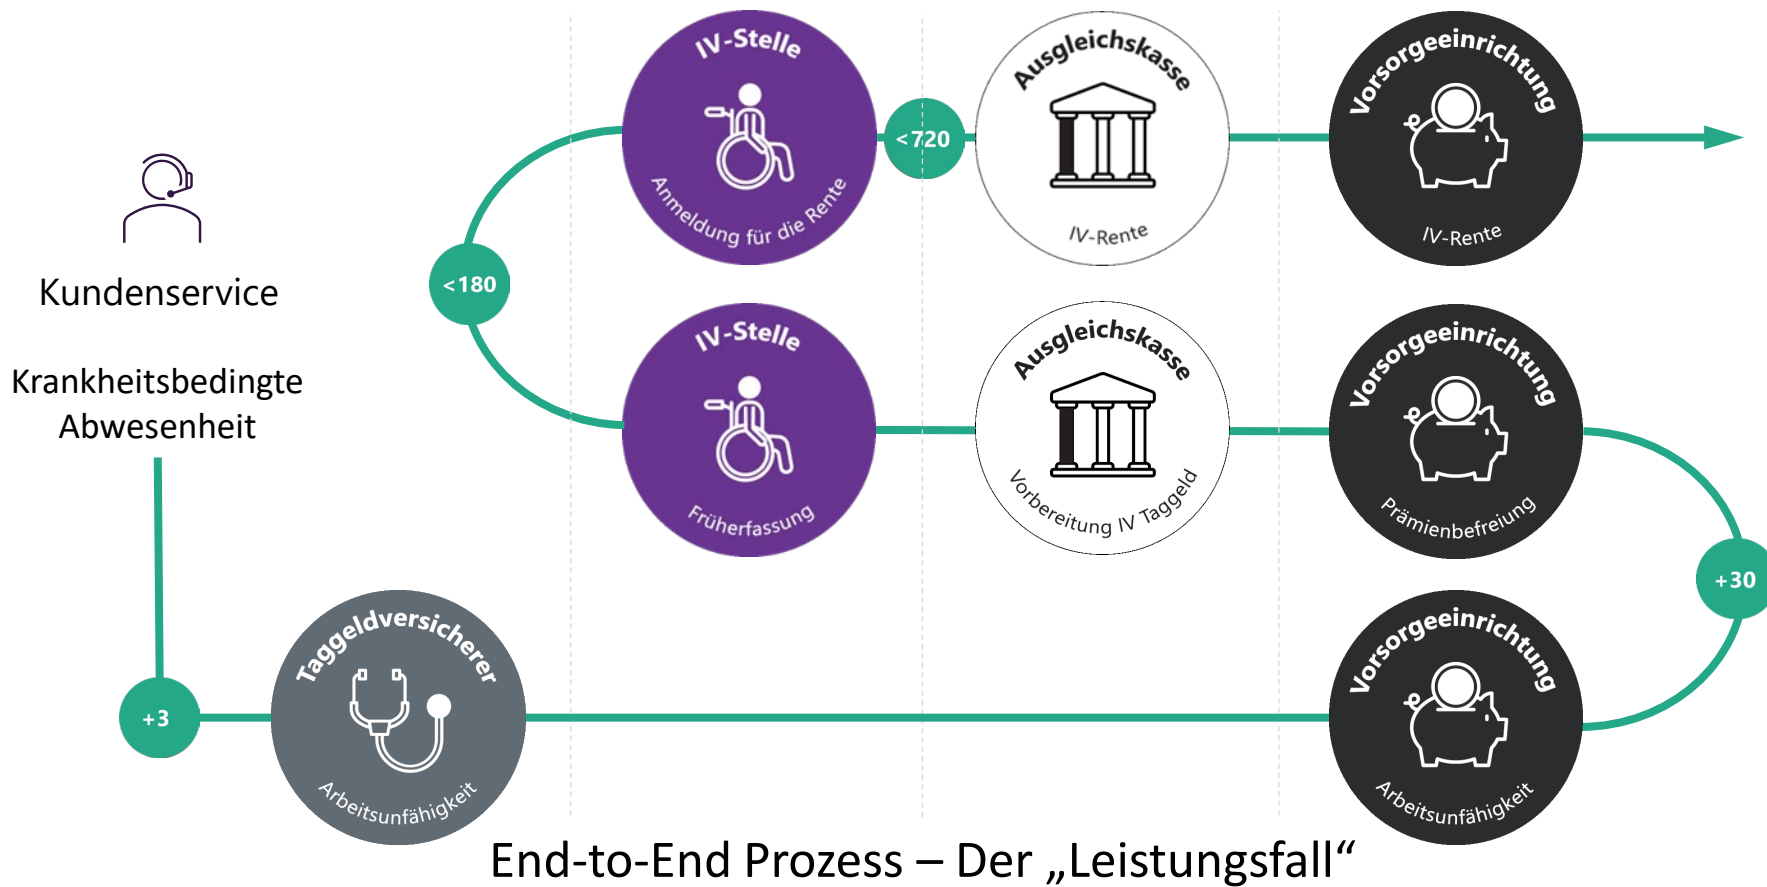 IV-Stelle
Anmeldung für die Rente
<720
Ausgleichskasse
IV-Rente
Vorsorgeeinrichtung
IV-Rente
Kundenservice
<180
Krankheitsbedingte
Abwesenheit
IV-Stelle
Früherfassung
Ausgleichskasse
Vorbereitung IV Taggeld
Vorsorgeeinrichtung
Prämienbefreiung
+30
+3
Taggeldversicherer
Arbeitsunfähigkeit
Vorsorgeeinrichtung
Arbeitsunfähigkeit
End-to-End Prozess – Der „Leistungsfall“